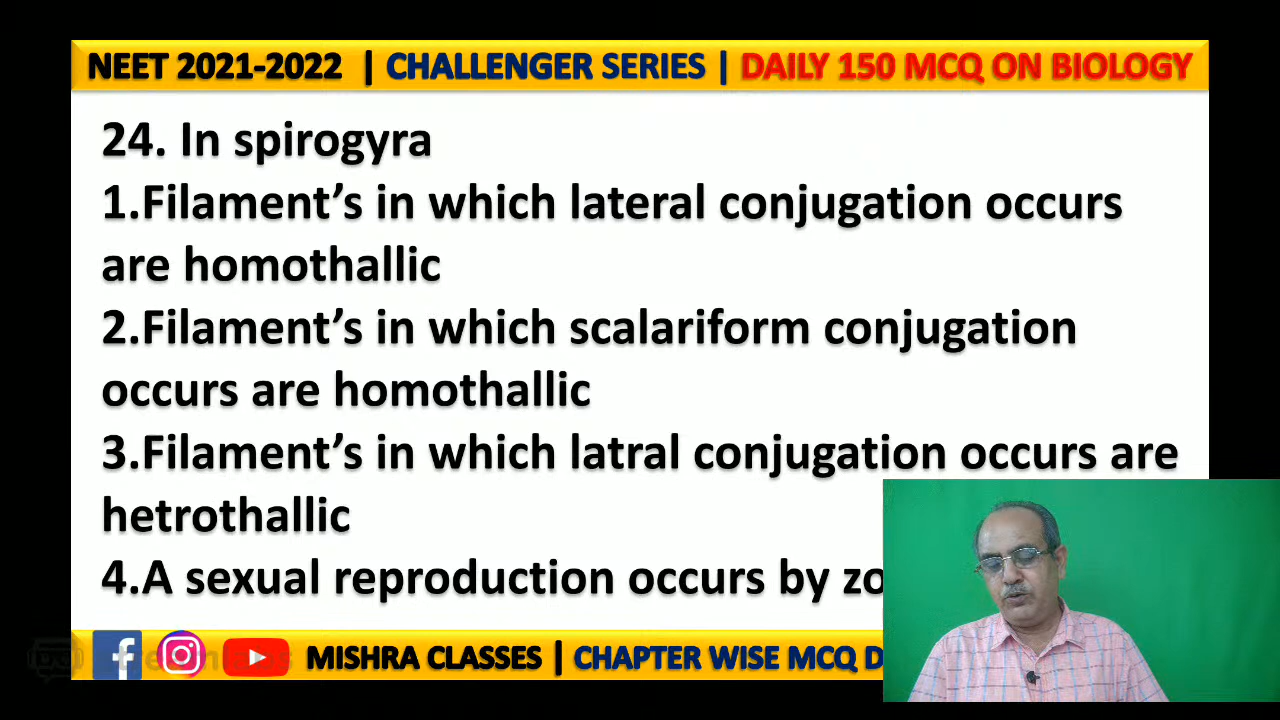 NEET 2021-2022 | CHALLENGER SERIES | DAILY 150 MCQ ON BIOLOGY
24. In spirogyra
1.Filament’s in which lateral conjugation occurs
are homothallic
2.Filament’s in which scalariform conjugation
occurs are homothallic
3.Filament’s in which latral conjugation occurs are
hetrothallic
4.A sexual reproduction occurs by
MISHRA CLASSES | CHAPTER WISE MCQ